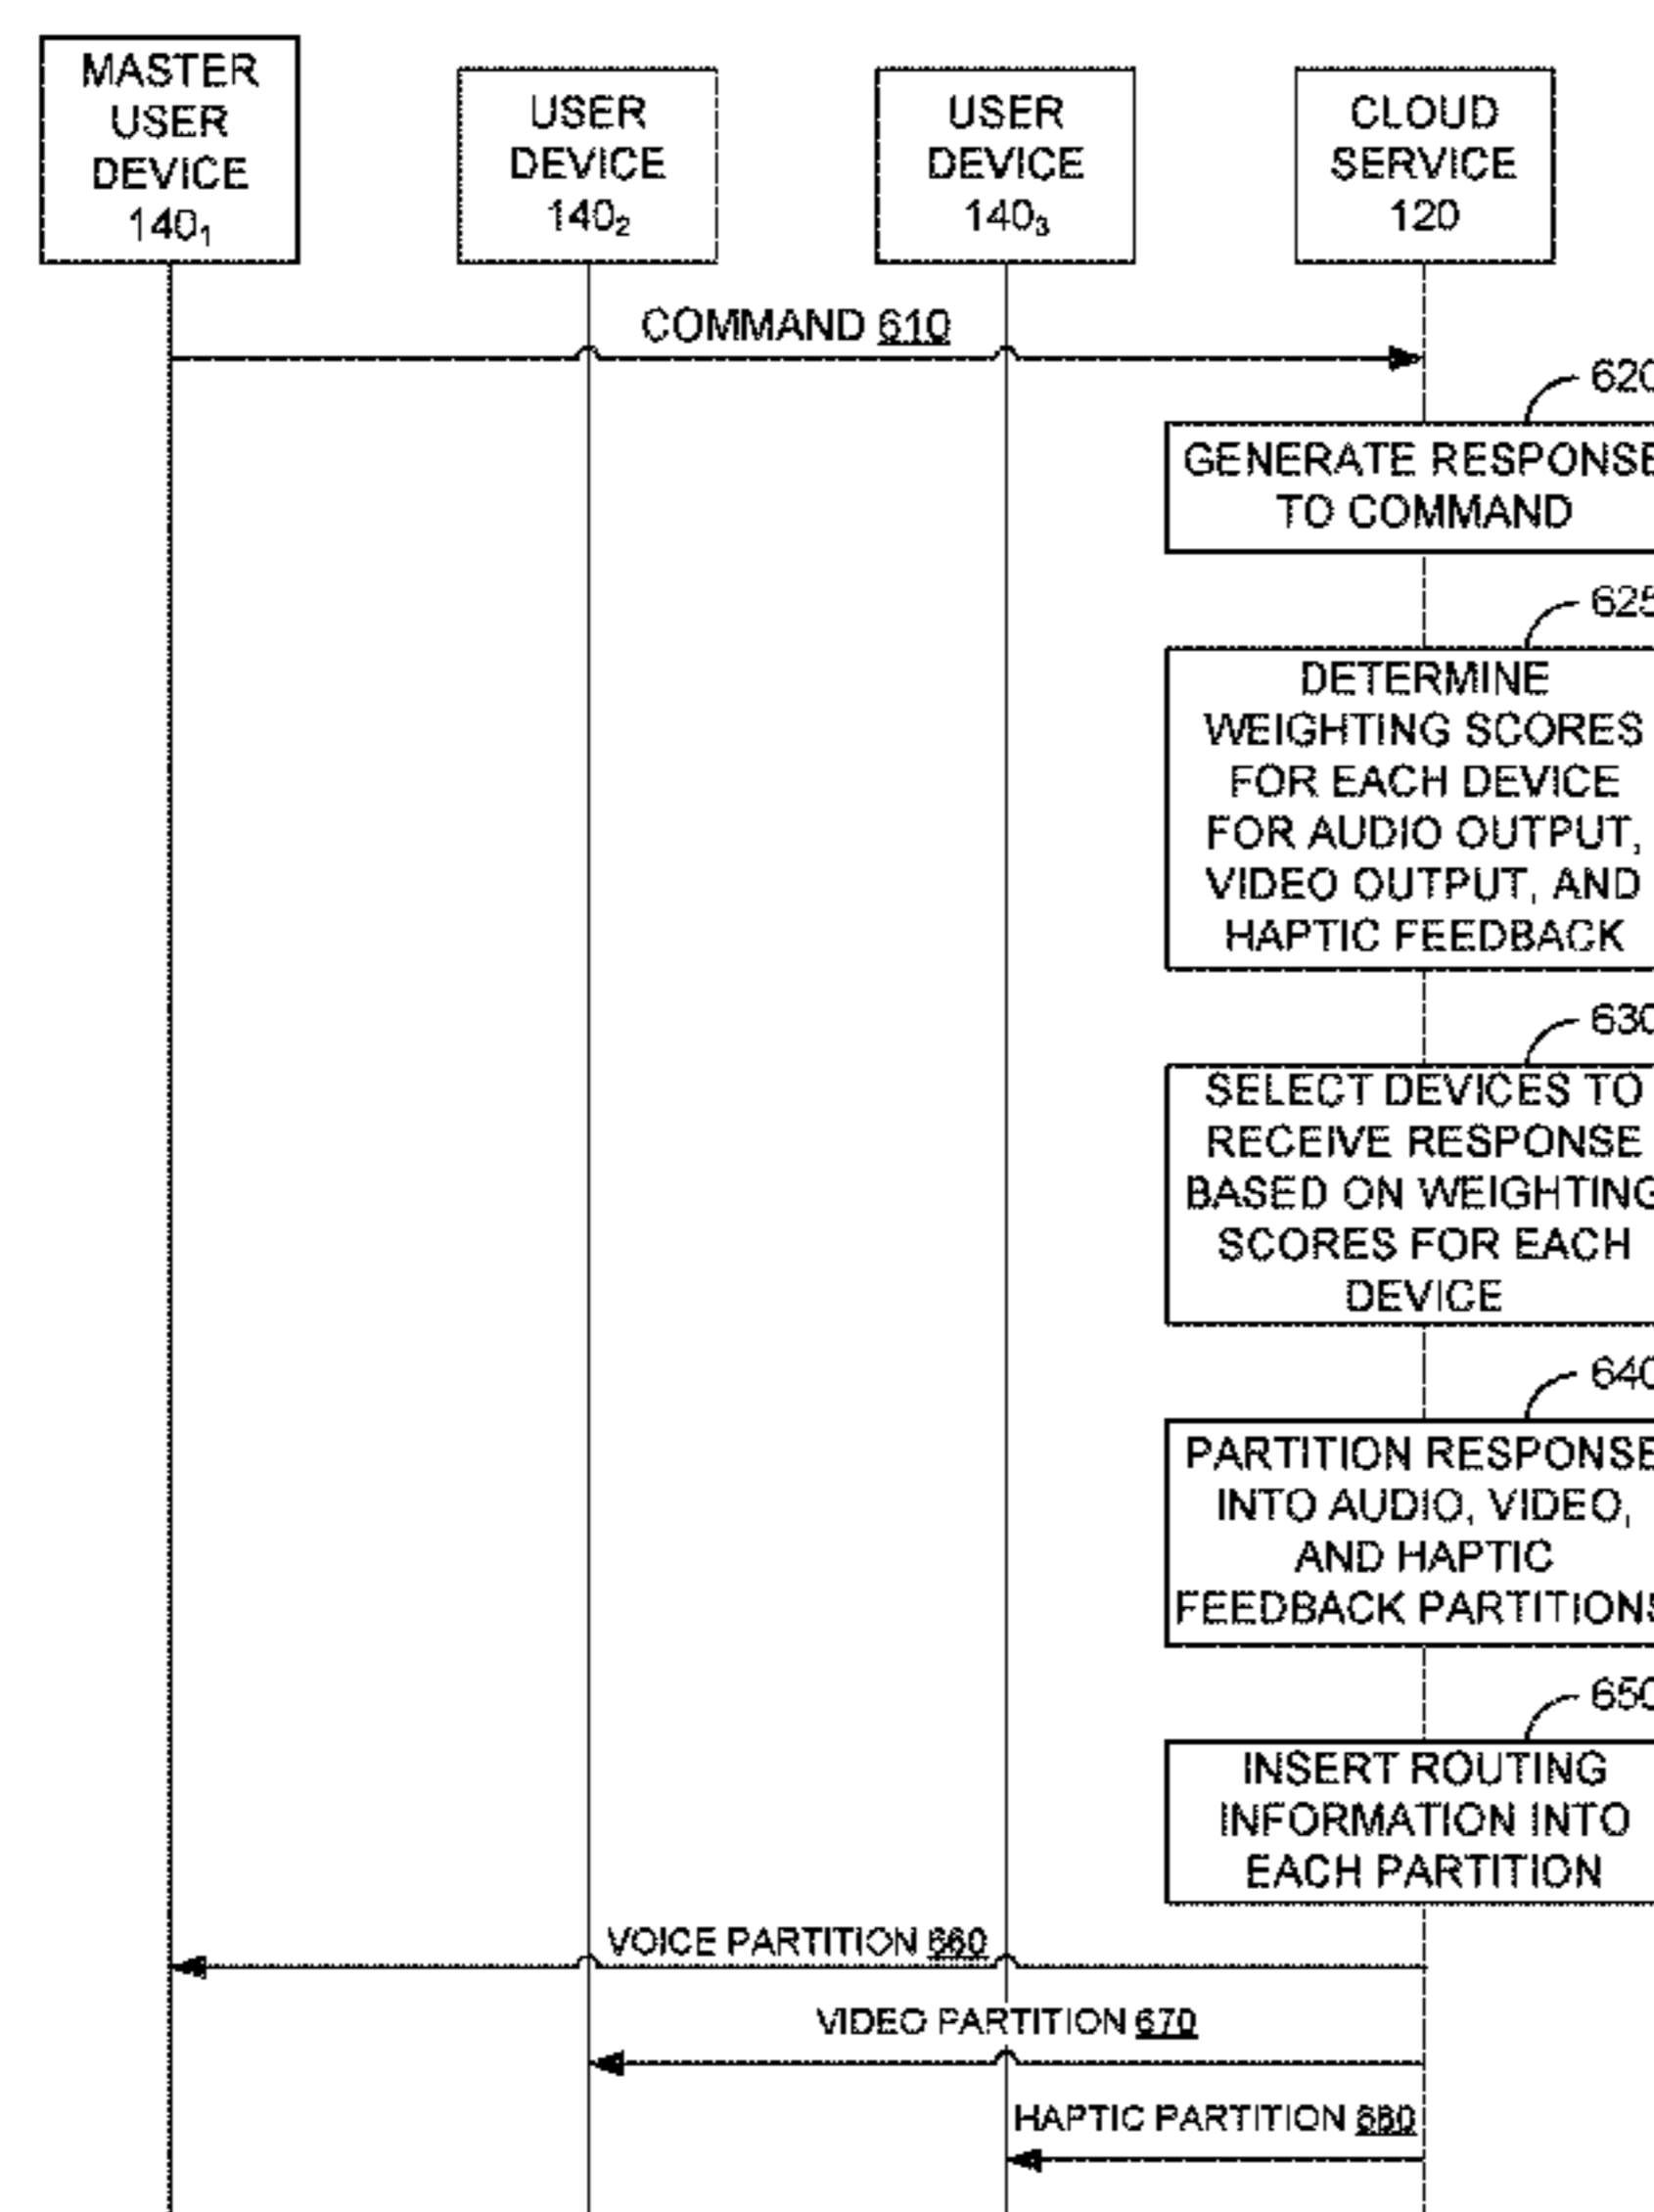 MASTER
USER
DEVICE
140₁
USER
DEVICE
140₂
USER
DEVICE
140₃
CLOUD
SERVICE
120
COMMAND 610
620
GENERATE RESPONSE
TO COMMAND
625
DETERMINE
WEIGHTING SCORES
FOR EACH DEVICE
FOR AUDIO OUTPUT,
VIDEO OUTPUT, AND
HAPTIC FEEDBACK
630
SELECT DEVICES TO
RECEIVE RESPONSE
BASED ON WEIGHTING
SCORES FOR EACH
DEVICE
640
PARTITION RESPONSE
INTO AUDIO, VIDEO,
AND HAPTIC
FEEDBACK PARTITIONS
650
INSERT ROUTING
INFORMATION INTO
EACH PARTITION
VOICE PARTITION 660
VIDEO PARTITION 670
HAPTIC PARTITION 680